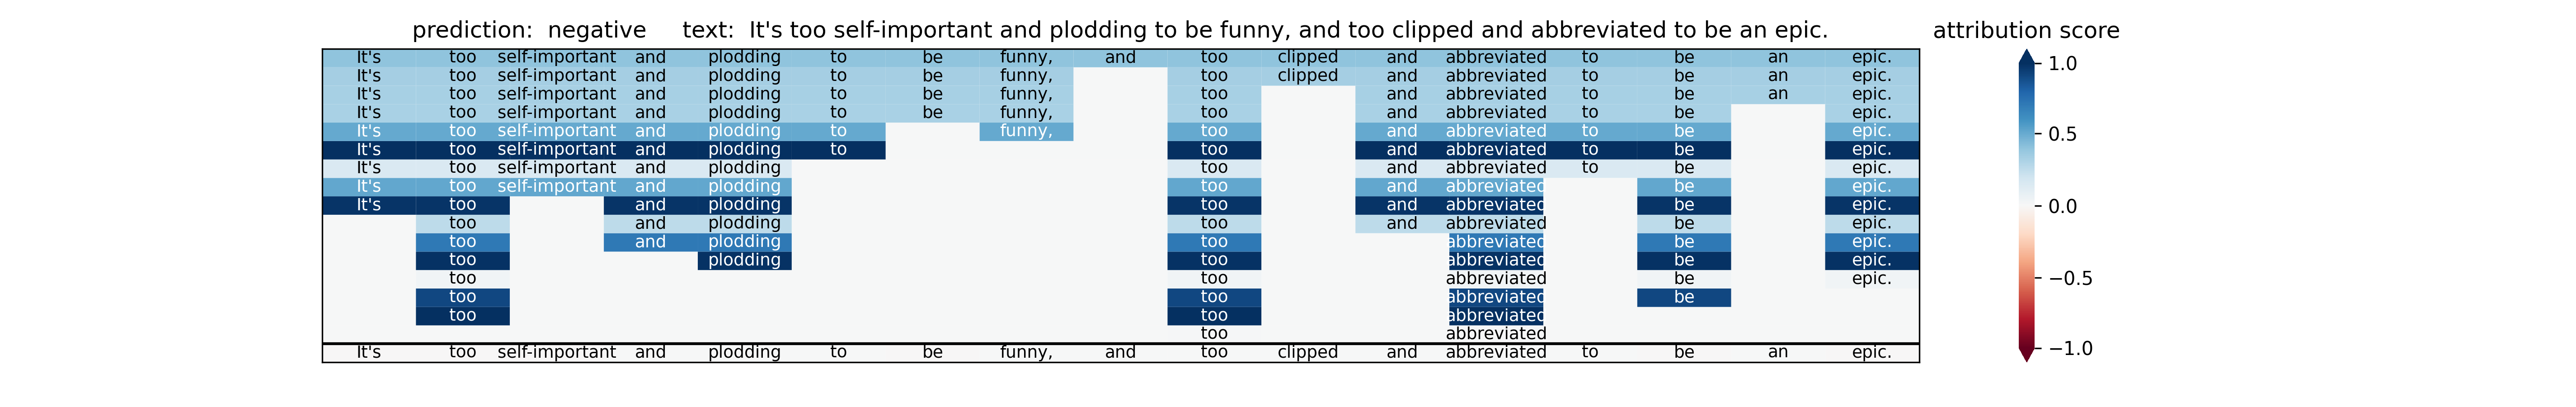 prediction:  negative     text:  It's too self-important and plodding to be funny, and too clipped and abbreviated to be an epic.     attribution score
It's too self-important and plodding to be funny, and too clipped and abbreviated to be an epic.
It's too self-important and plodding to be funny, too clipped and abbreviated to be an epic.
It's too self-important and plodding to be funny, too and abbreviated to be an epic.
It's too self-important and plodding to be funny, too and abbreviated to be epic.
It's too self-important and plodding to funny, too and abbreviated to be epic.
It's too self-important and plodding to too and abbreviated to be epic.
It's too self-important and plodding too and abbreviated to be epic.
It's too self-important and plodding too and abbreviated be epic.
It's too and plodding too and abbreviated be epic.
too and plodding too and abbreviated be epic.
too and plodding too abbreviated be epic.
too plodding too abbreviated be epic.
too too abbreviated be epic.
too too abbreviated be
too too abbreviated
too abbreviated
It's too self-important and plodding to be funny, and too clipped and abbreviated to be an epic.
1.0
0.5
0.0
−0.5
−1.0